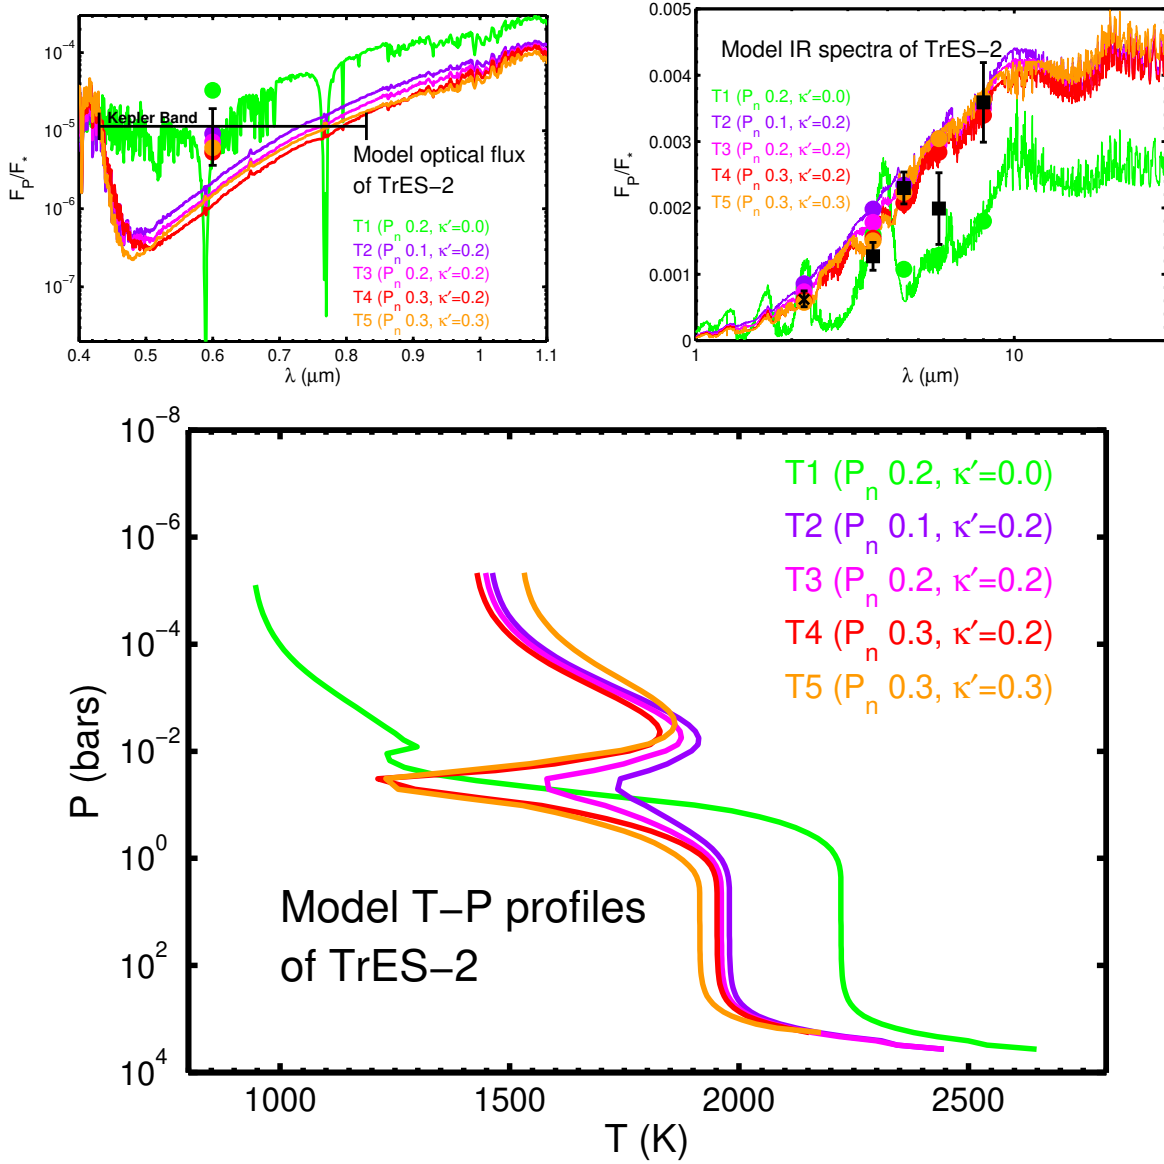 10^-4
10^-5
10^-6
10^-7
F_P/F_*
Kepler Band
Model optical flux
of TrES-2
T1 (P_n 0.2, κ′=0.0)
T2 (P_n 0.1, κ′=0.2)
T3 (P_n 0.2, κ′=0.2)
T4 (P_n 0.3, κ′=0.2)
T5 (P_n 0.3, κ′=0.3)
0.4 0.5 0.6 0.7 0.8 0.9 1 1.1
λ (μm)
0.005
0.004
0.003
0.002
0.001
0
F_P/F_*
Model IR spectra of TrES-2
T1 (P_n 0.2, κ′=0.0)
T2 (P_n 0.1, κ′=0.2)
T3 (P_n 0.2, κ′=0.2)
T4 (P_n 0.3, κ′=0.2)
T5 (P_n 0.3, κ′=0.3)
1 10
λ (μm)
10^-8
10^-6
10^-4
10^-2
10^0
10^2
10^4
P (bars)
T1 (P_n 0.2, κ′=0.0)
T2 (P_n 0.1, κ′=0.2)
T3 (P_n 0.2, κ′=0.2)
T4 (P_n 0.3, κ′=0.2)
T5 (P_n 0.3, κ′=0.3)
Model T−P profiles
of TrES−2
1000 1500 2000 2500
T (K)